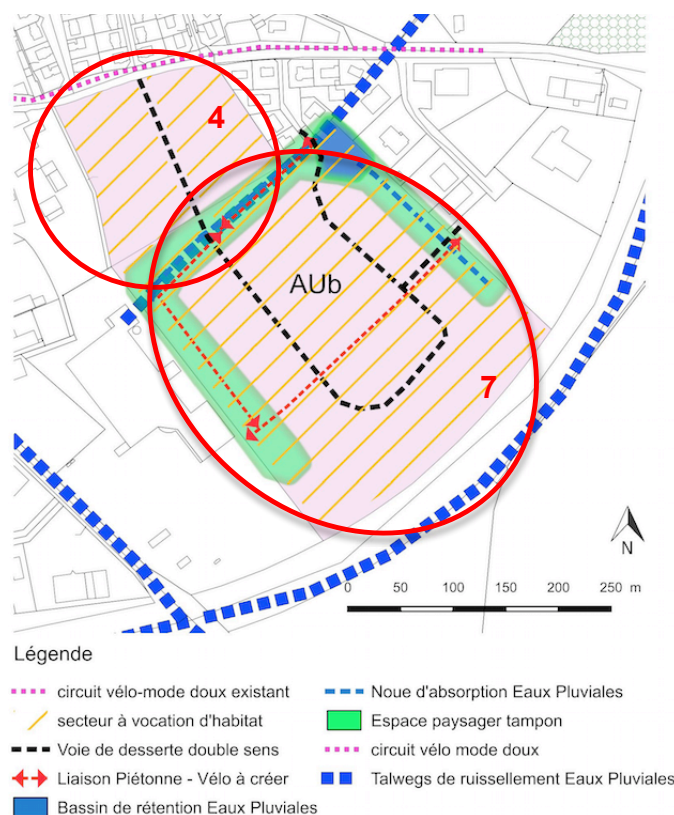 4
AUb
7
N
0 50 100 150 200 250 m
Légende
circuit vélo-mode doux existant
Noue d'absorption Eaux Pluviales
secteur à vocation d'habitat
Espace paysager tampon
Voie de desserte double sens
circuit vélo mode doux
Liaison Piétonne - Vélo à créer
Talwegs de ruissellement Eaux Pluviales
Bassin de rétention Eaux Pluviales